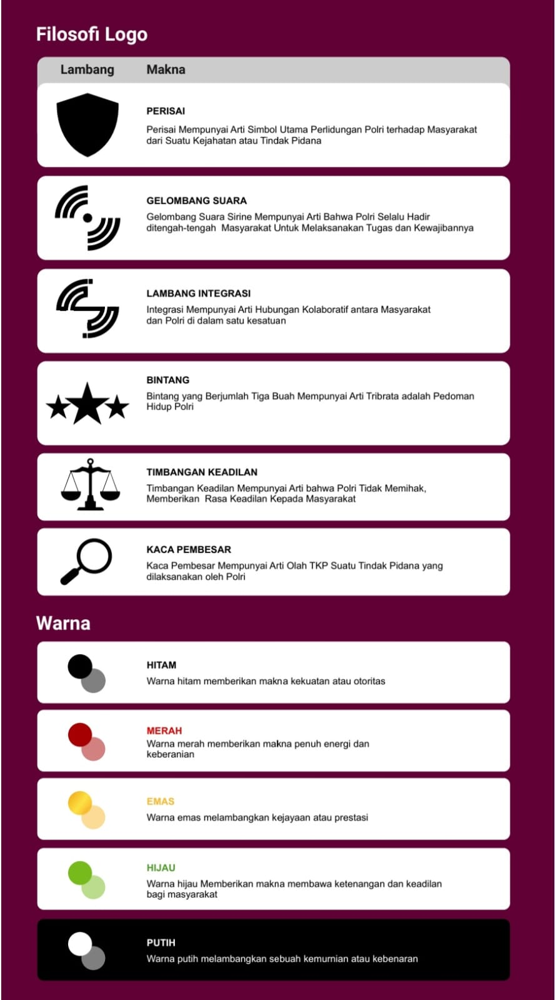 Filosofi Logo
Lambang Makna
PERISAI
Perisai Mempunyai Arti Simbol Utama Perlidungan Polri terhadap Masyarakat
dari Suatu Kejahatan atau Tindak Pidana
GELOMBANG SUARA
Gelombang Suara Sirine Mempunyai Arti Bahwa Polri Selalu Hadir
ditengah-tengah  Masyarakat Untuk Melaksanakan Tugas dan Kewajibannya
LAMBANG INTEGRASI
Integrasi Mempunyai Arti Hubungan Kolaboratif antara Masyarakat
dan Polri di dalam satu kesatuan
BINTANG
Bintang yang Berjumlah Tiga Buah Mempunyai Arti Tribrata adalah Pedoman
Hidup Polri
TIMBANGAN KEADILAN
Timbangan Keadilan Mempunyai Arti bahwa Polri Tidak Memihak,
Memberikan  Rasa Keadilan Kepada Masyarakat
KACA PEMBESAR
Kaca Pembesar Mempunyai Arti Olah TKP Suatu Tindak Pidana yang
dilaksanakan oleh Polri
Warna
HITAM
Warna hitam memberikan makna kekuatan atau otoritas
MERAH
Warna merah memberikan makna penuh energi dan
keberanian
EMAS
Warna emas melambangkan kejayaan atau prestasi
HIJAU
Warna hijau Memberikan makna membawa ketenangan dan keadilan
bagi masyarakat
PUTIH
Warna putih melambangkan sebuah kemurnian atau kebenaran